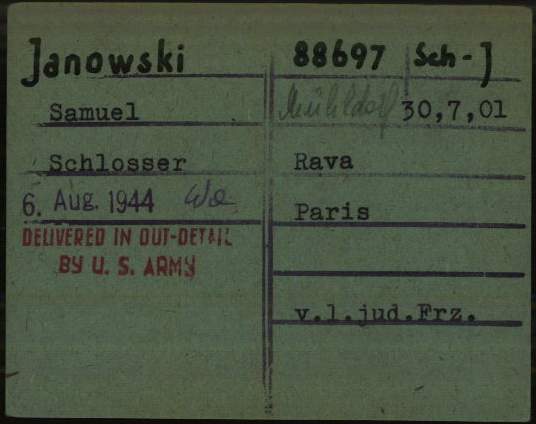 Janowski
Samuel
Schlosser
6. Aug. 1944
DELIVERED IN OUT-DETAIL
BY U. S. ARMY
88697 Sch-J
Mühldorf 30,7,01
Rava
Paris
v.l.jud.Frz.